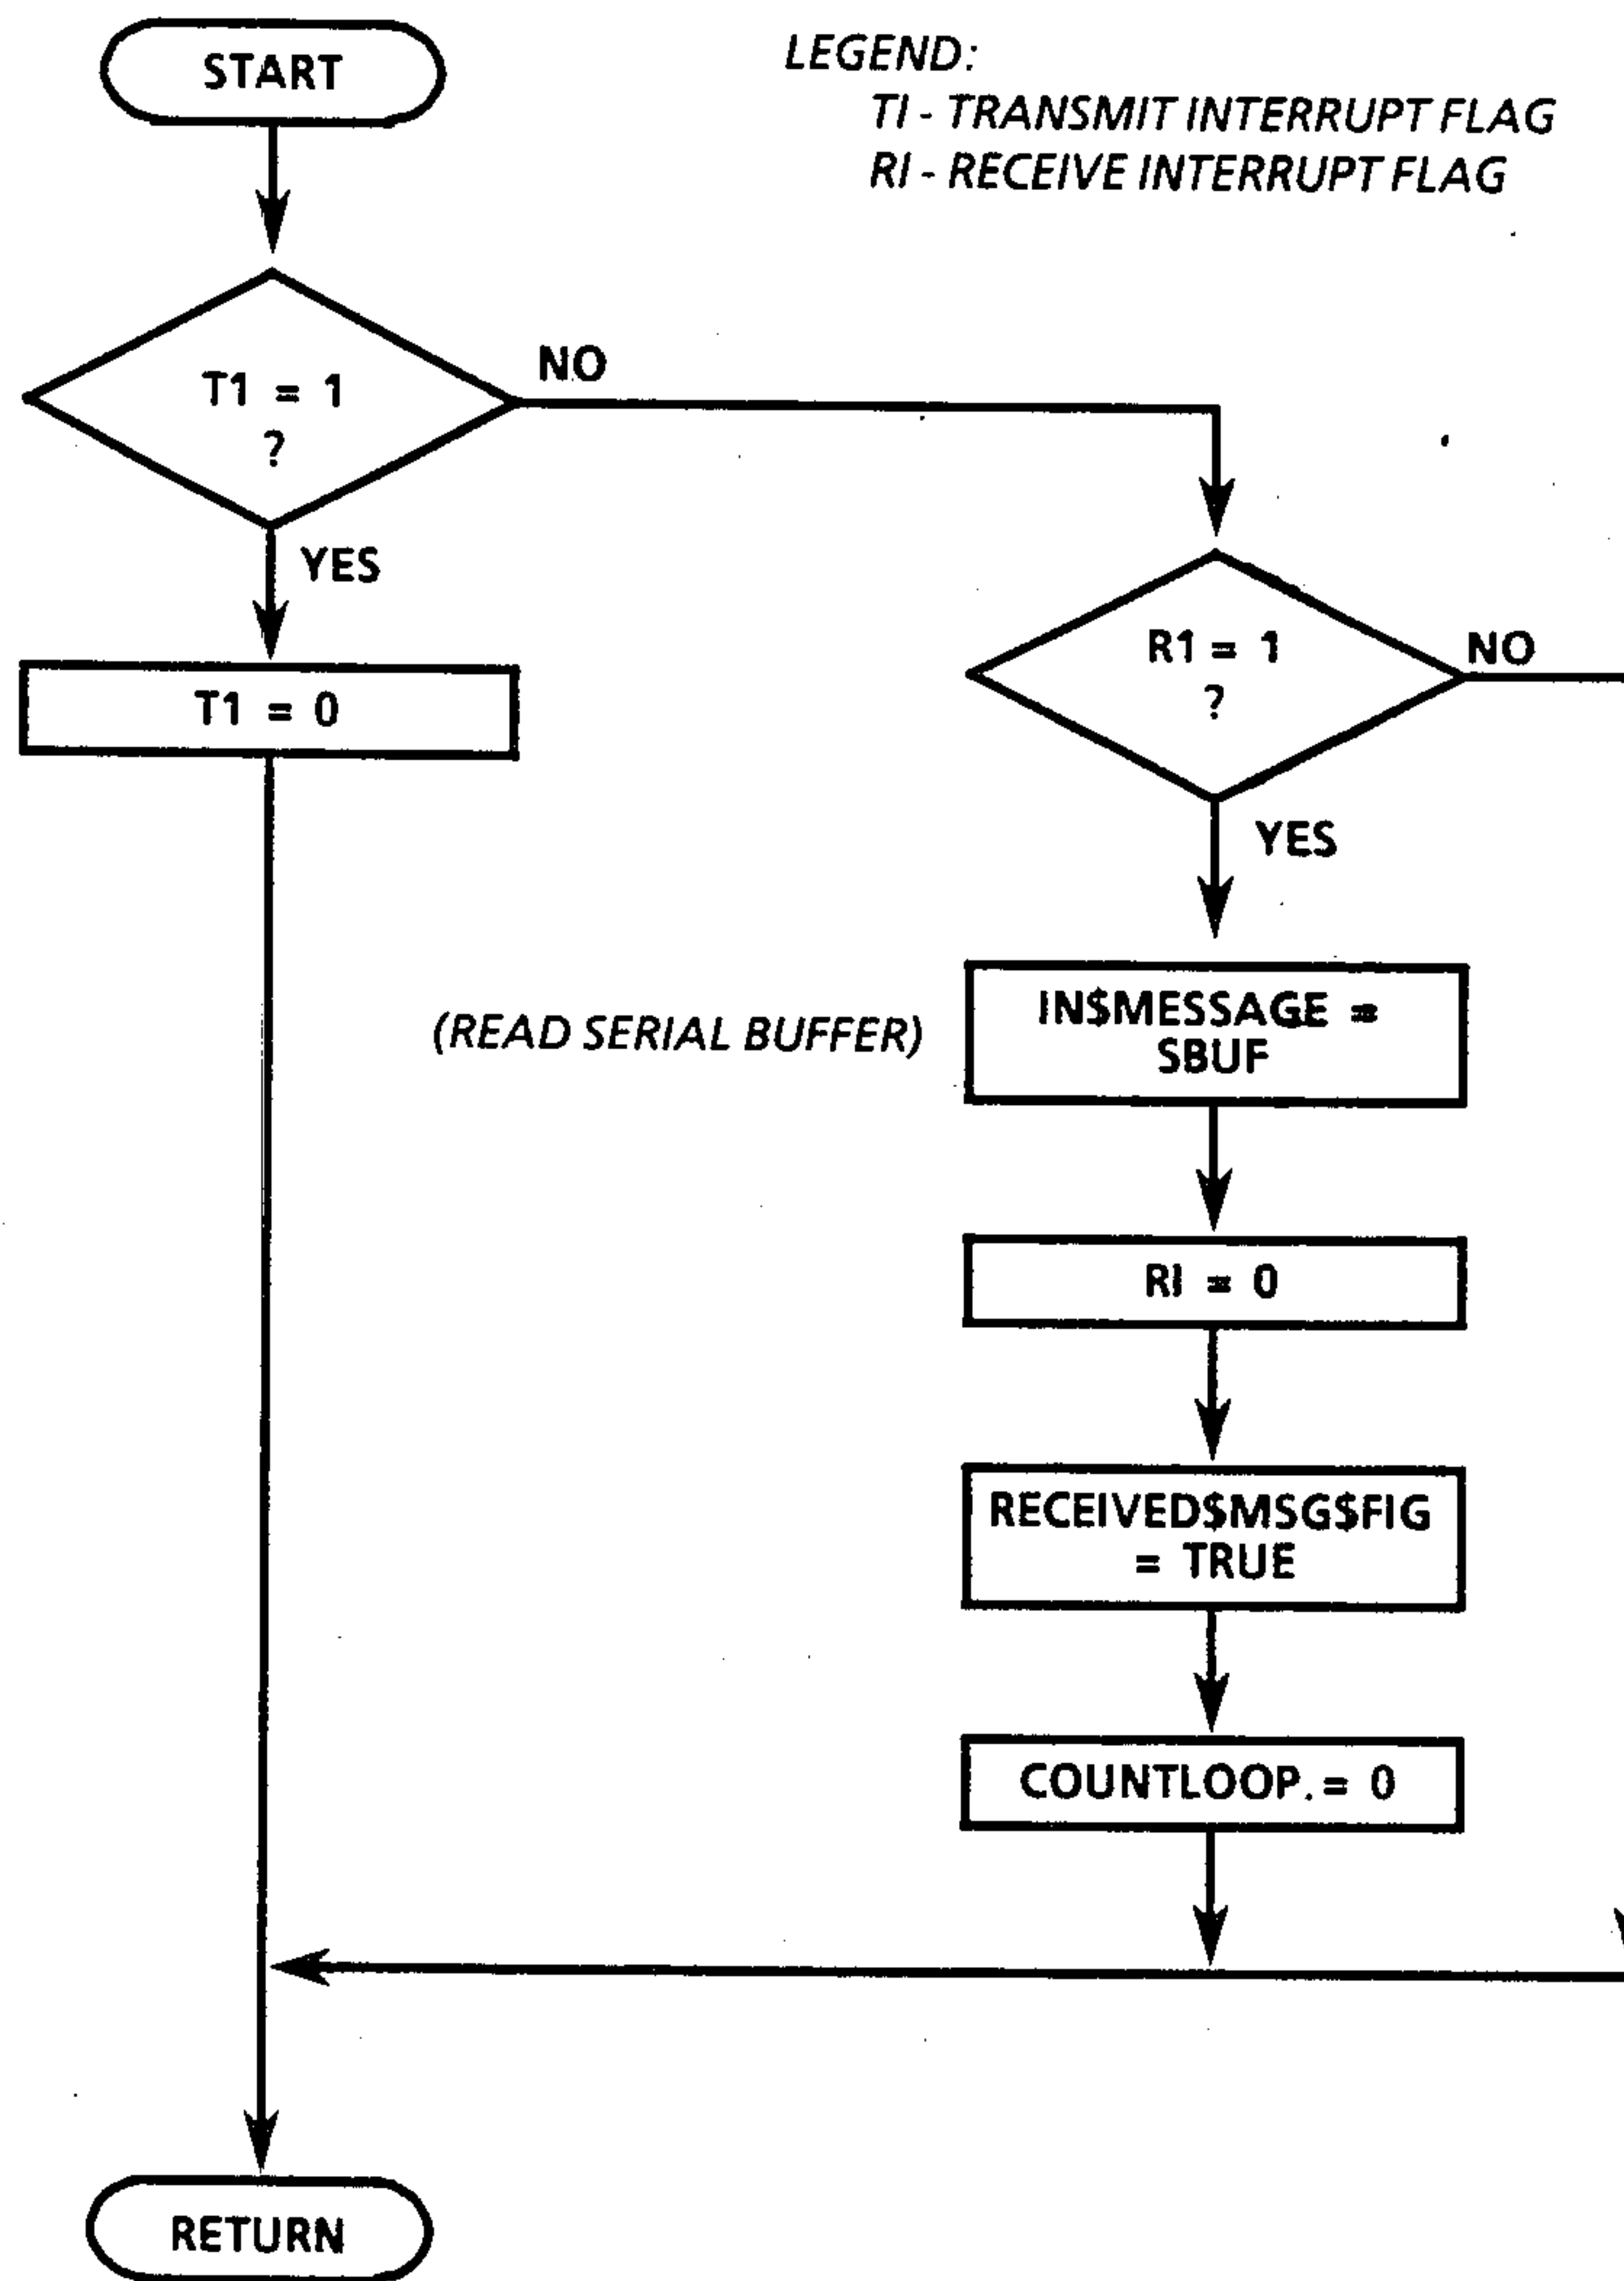 START
LEGEND:
TI - TRANSMIT INTERRUPT FLAG
RI - RECEIVE INTERRUPT FLAG
T1 = 1
?
NO
YES
T1 = 0
R1 = 1
?
NO
YES
(READ SERIAL BUFFER)
IN$MESSAGE =
SBUF
RI = 0
RECEIVED$MSG$FIG
= TRUE
COUNTLOOP. = 0
RETURN